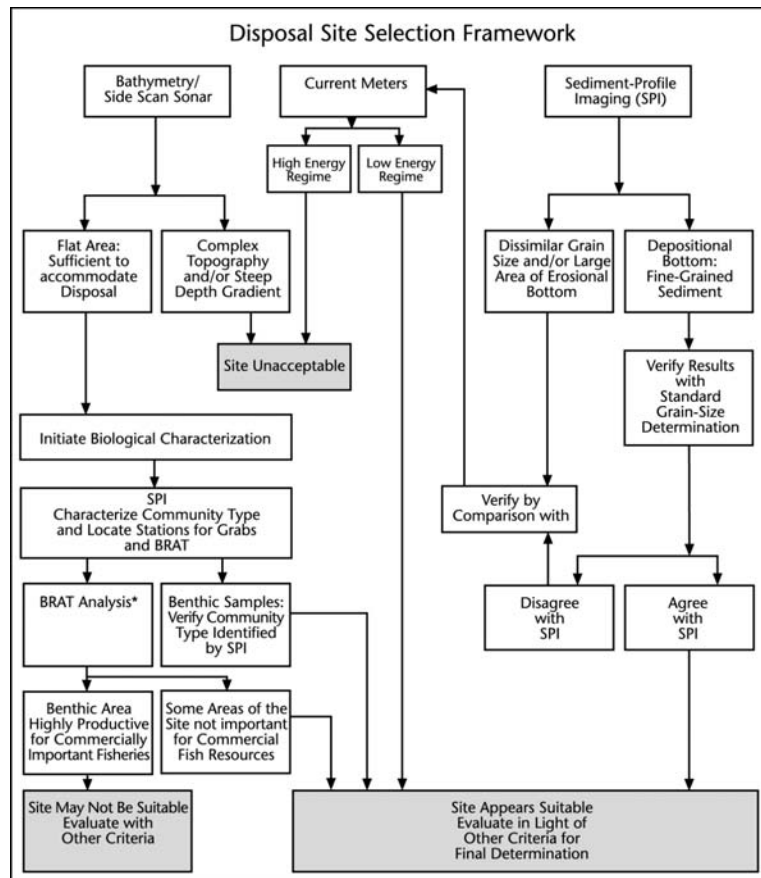 Disposal Site Selection Framework
Bathymetry/
Side Scan Sonar
Current Meters
Sediment-Profile
Imaging (SPI)
High Energy
Regime
Low Energy
Regime
Flat Area:
Sufficient to
accommodate
Disposal
Complex
Topography
and/or Steep
Depth Gradient
Dissimilar Grain
Size and/or Large
Area of Erosional
Bottom
Depositional
Bottom:
Fine-Grained
Sediment
Site Unacceptable
Verify Results
with
Standard
Grain-Size
Determination
Initiate Biological Characterization
SPI
Characterize Community Type
and Locate Stations for Grabs
and BRAT
Verify by
Comparison with
BRAT Analysis*
Benthic Samples:
Verify Community
Type Identified
by SPI
Disagree
with
SPI
Agree
with
SPI
Benthic Area
Highly Productive
for Commercially
Important Fisheries
Some Areas of the
Site not important
for Commercial
Fish Resources
Site May Not Be Suitable
Evaluate with
Other Criteria
Site Appears Suitable
Evaluate in Light of
Other Criteria for
Final Determination